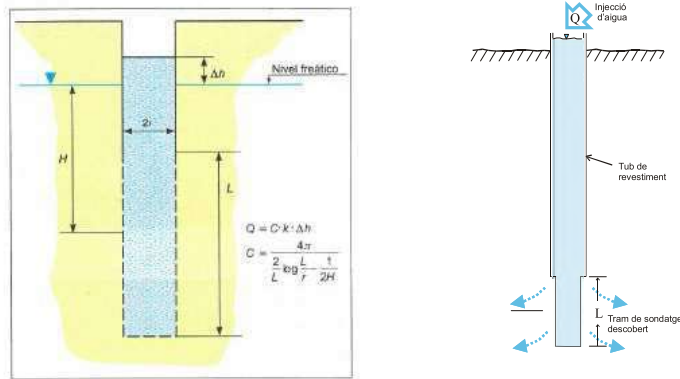 Δh
Nivel freático
2r
H
L
Q = C·k·Δh
C = 4π / (2/L log L/r - 1/2H)
Q
Injecció
d'aigua
Tub de
revestiment
L
Tram de sondatge
descobert